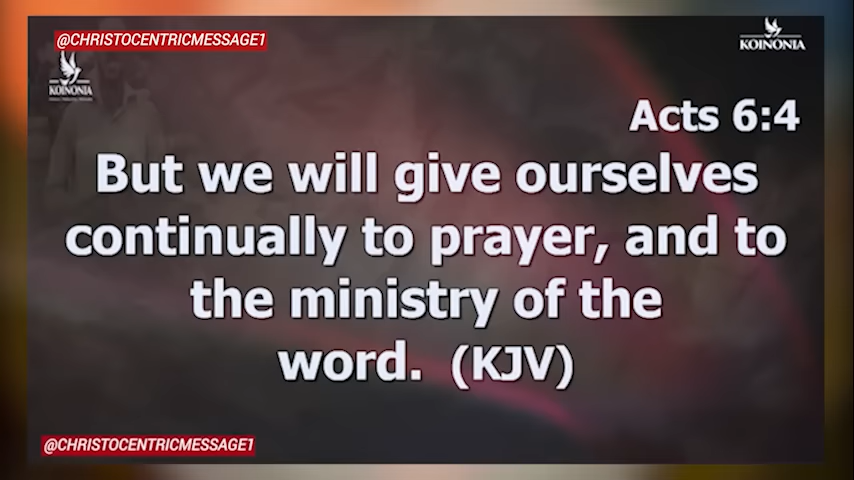 @CHRISTOCENTRICMESSAGE1
KOINONIA
KOINONIA
Acts 6:4
But we will give ourselves
continually to prayer, and to
the ministry of the
word. (KJV)
@CHRISTOCENTRICMESSAGE1